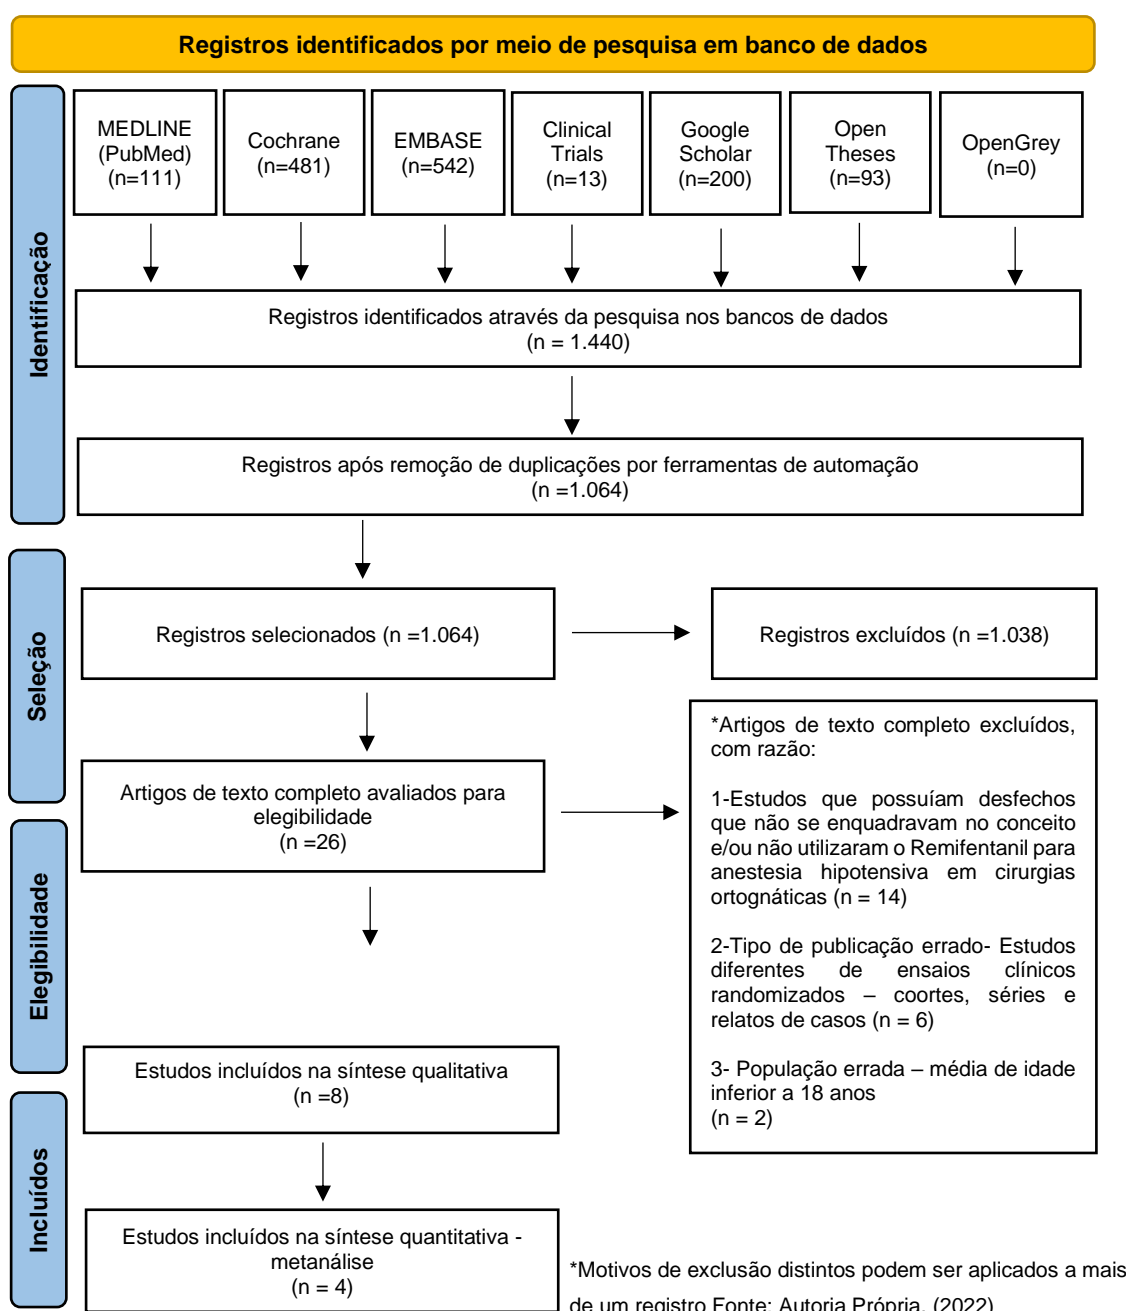 Registros identificados por meio de pesquisa em banco de dados
Identificação
MEDLINE
(PubMed)
(n=111)
Cochrane
(n=481)
EMBASE
(n=542)
Clinical
Trials
(n=13)
Google
Scholar
(n=200)
Open
Theses
(n=93)
OpenGrey
(n=0)
Registros identificados através da pesquisa nos bancos de dados
(n = 1.440)
Registros após remoção de duplicações por ferramentas de automação
(n =1.064)
Seleção
Registros selecionados (n =1.064)
Registros excluídos (n =1.038)
Artigos de texto completo avaliados para
elegibilidade
(n =26)
*Artigos de texto completo excluídos,
com razão:
1-Estudos que possuíam desfechos
que não se enquadravam no conceito
e/ou não utilizaram o Remifentanil para
anestesia hipotensiva em cirurgias
ortognáticas (n = 14)
2-Tipo de publicação errado- Estudos
diferentes de ensaios clínicos
randomizados – coortes, séries e
relatos de casos (n = 6)
3- População errada – média de idade
inferior a 18 anos
(n = 2)
Elegibilidade
Estudos incluídos na síntese qualitativa
(n =8)
Incluídos
Estudos incluídos na síntese quantitativa -
metanálise
(n = 4)
*Motivos de exclusão distintos podem ser aplicados a mais
de um registro Fonte: Autoria Própria, (2022)